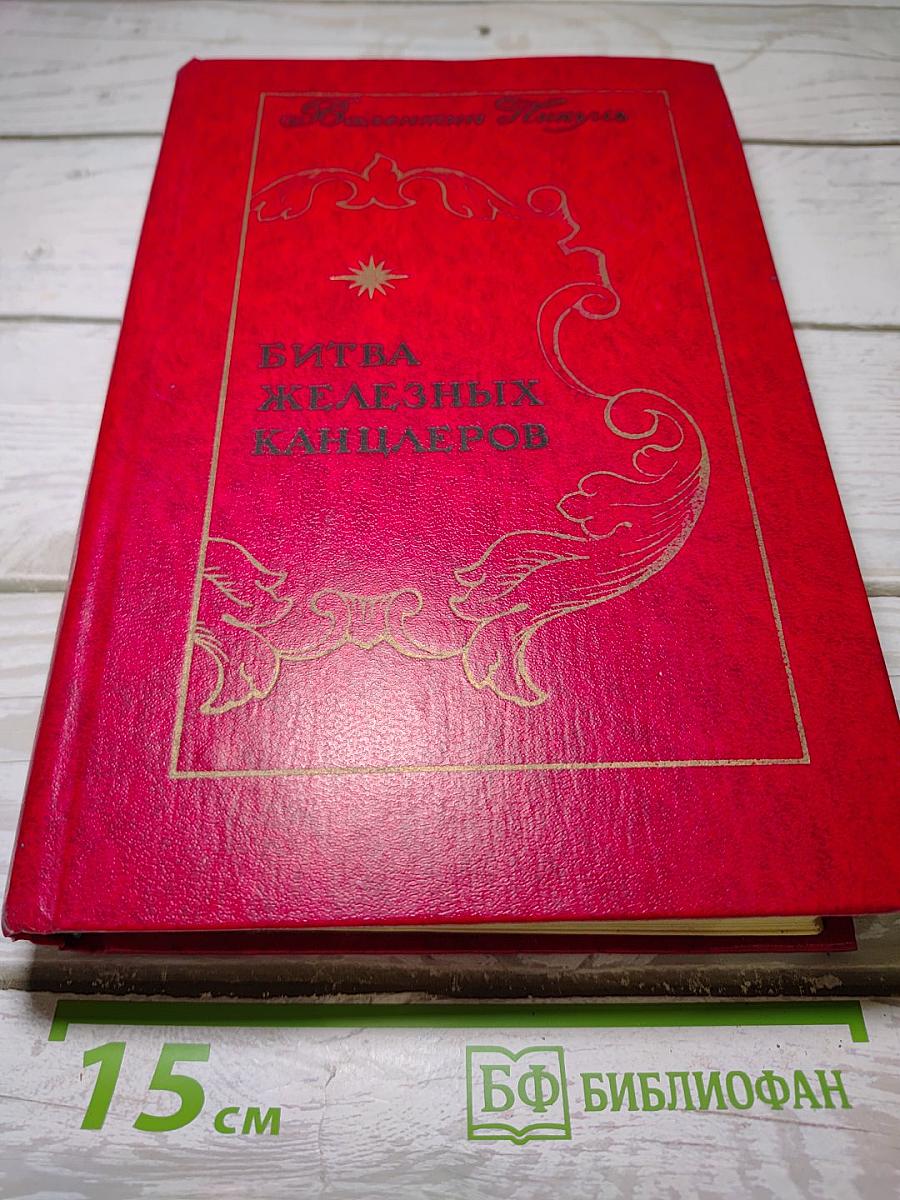 Валентин Пикуль
БИТВА
ЖЕЛЕЗНЫХ
КАНЦЛЕРОВ
15 см
БФ БИБЛИОФАН